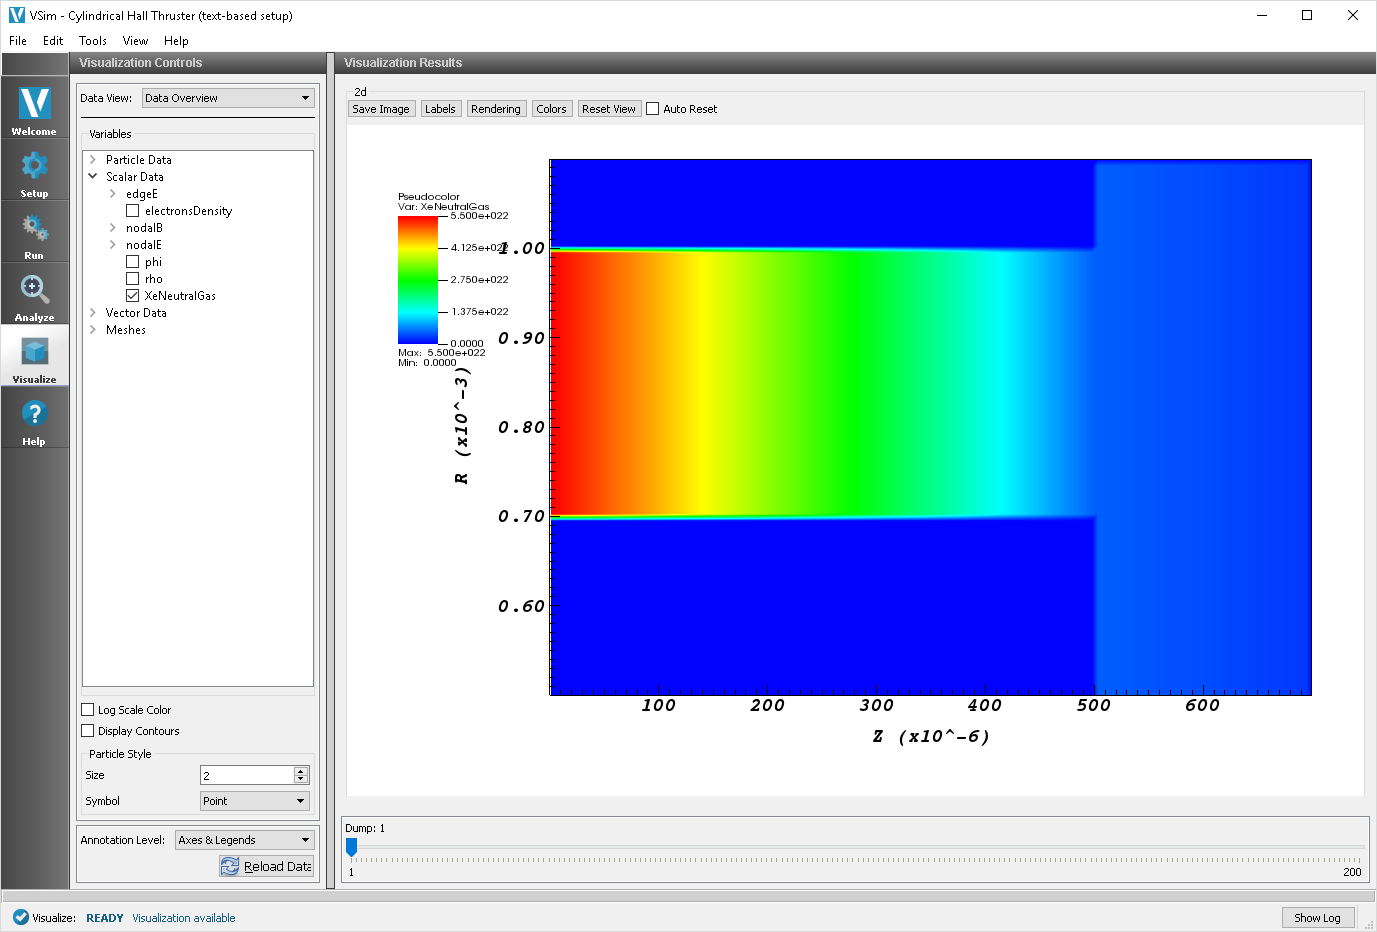 VSim - Cylindrical Hall Thruster (text-based setup)
File Edit Tools View Help
Visualization Controls
Visualization Results
Welcome
Setup
Run
Analyze
Visualize
Help
Data View: Data Overview
Variables
Particle Data
Scalar Data
edgeE
electronsDensity
nodalB
nodalE
phi
rho
XeNeutralGas
Vector Data
Meshes
Log Scale Color
Display Contours
Particle Style
Size 2
Symbol Point
Annotation Level: Axes & Legends
Reload Data
2d
Save Image Labels Rendering Colors Reset View Auto Reset
Pseudocolor
Var: XeNeutralGas
5.500e+022
4.125e+022
2.750e+022
1.375e+022
0.0000
Max: 5.500e+022
Min: 0.0000
1.00
0.90
0.80
0.70
0.60
R (x10^-3)
100 200 300 400 500 600
Z (x10^-6)
Dump: 1
1 200
Visualize: READY Visualization available
Show Log